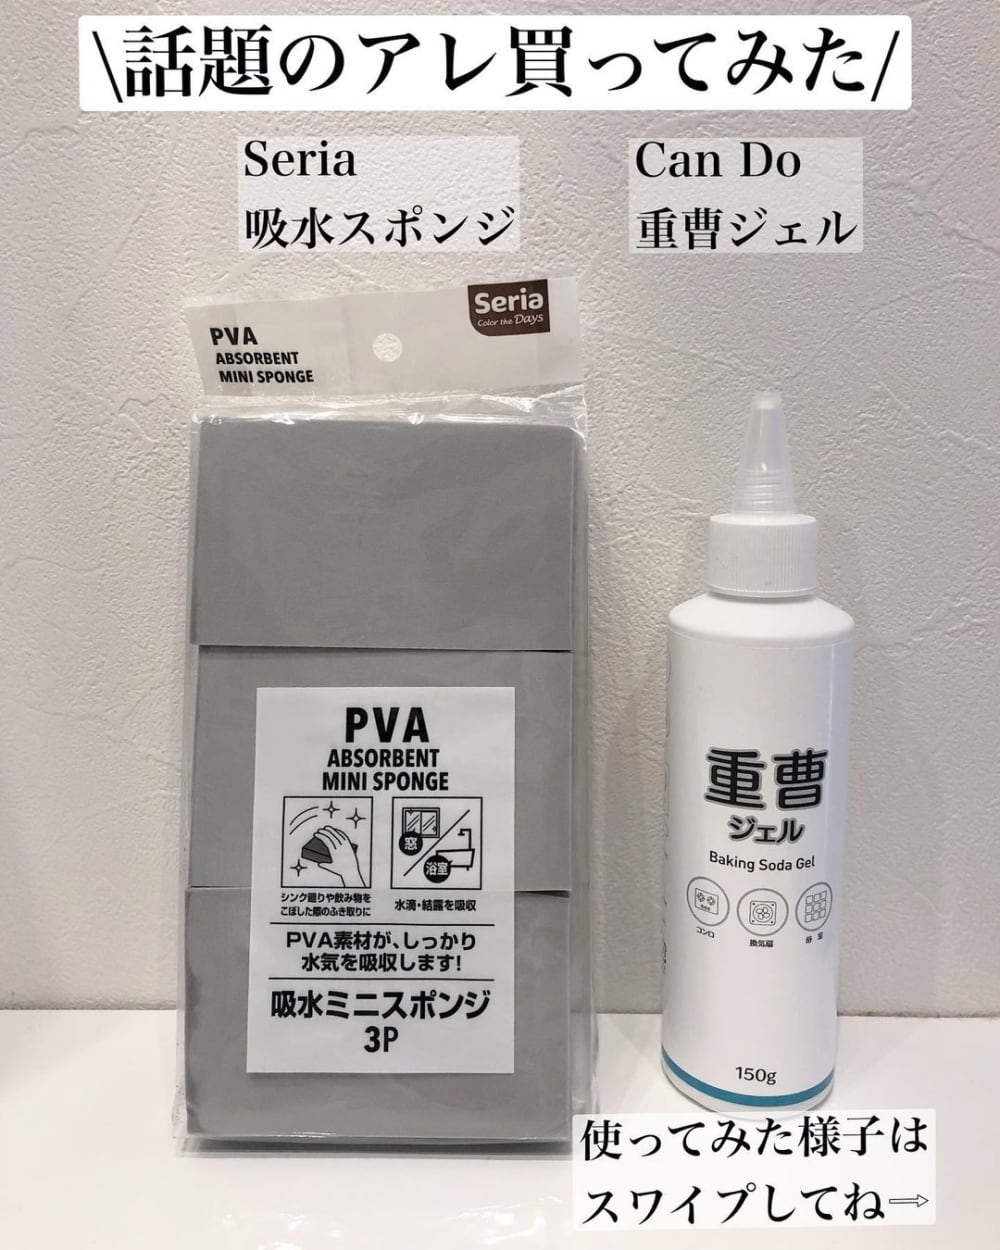 \話題のアレ買ってみた/
Seria
吸水スポンジ
Can Do
重曹ジェル
Seria
Color the Days
PVA
ABSORBENT
MINI SPONGE
PVA
ABSORBENT
MINI SPONGE
窓
浴室
シンク廻りや飲み物を
こぼした際のふき取りに
水滴・結露を吸収
PVA素材が、しっかり
水気を吸収します!
吸水ミニスポンジ
3P
重曹
ジェル
Baking Soda Gel
コンロ
換気扇
浴室
150g
使ってみた様子は
スワイプしてね⇨